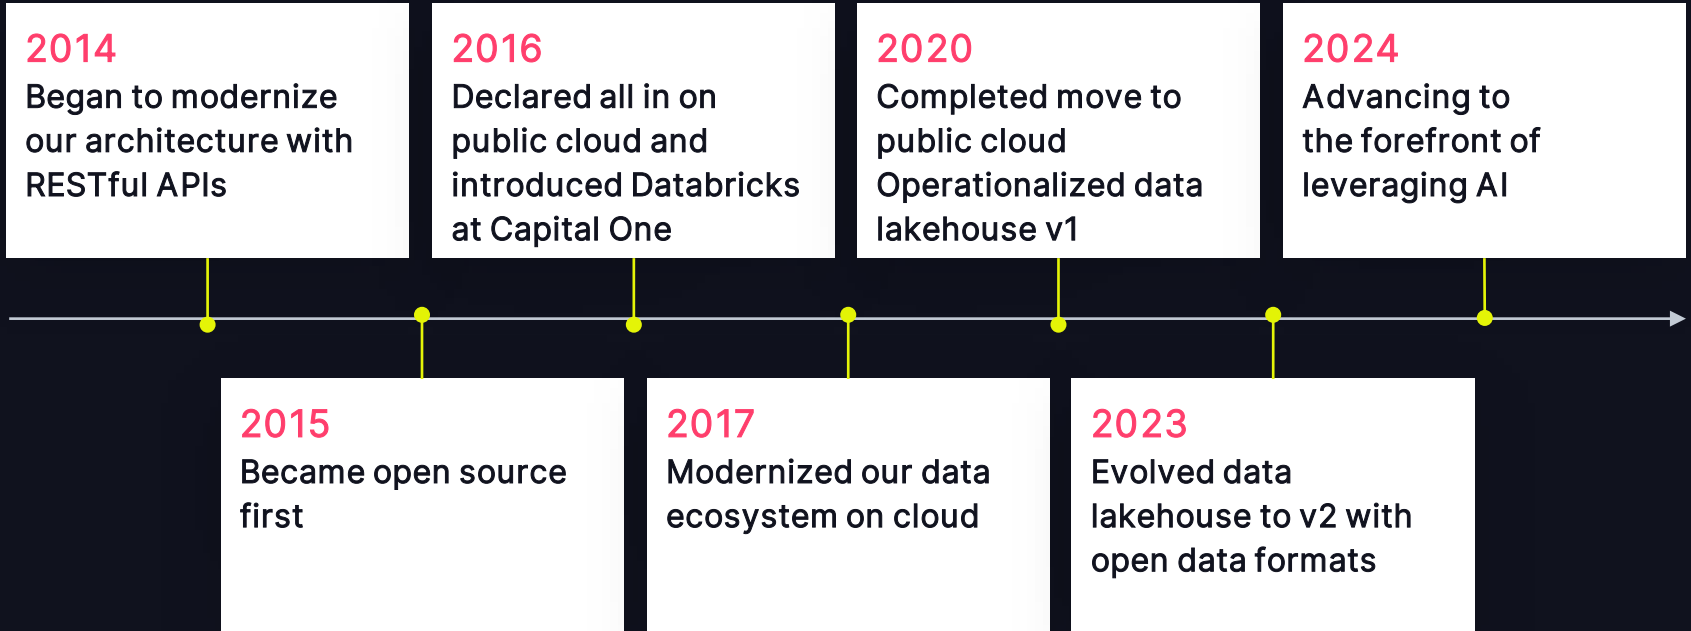 2014
Began to modernize
our architecture with
RESTful APIs
2016
Declared all in on
public cloud and
introduced Databricks
at Capital One
2020
Completed move to
public cloud
Operationalized data
lakehouse v1
2024
Advancing to
the forefront of
leveraging AI
2015
Became open source
first
2017
Modernized our data
ecosystem on cloud
2023
Evolved data
lakehouse to v2 with
open data formats